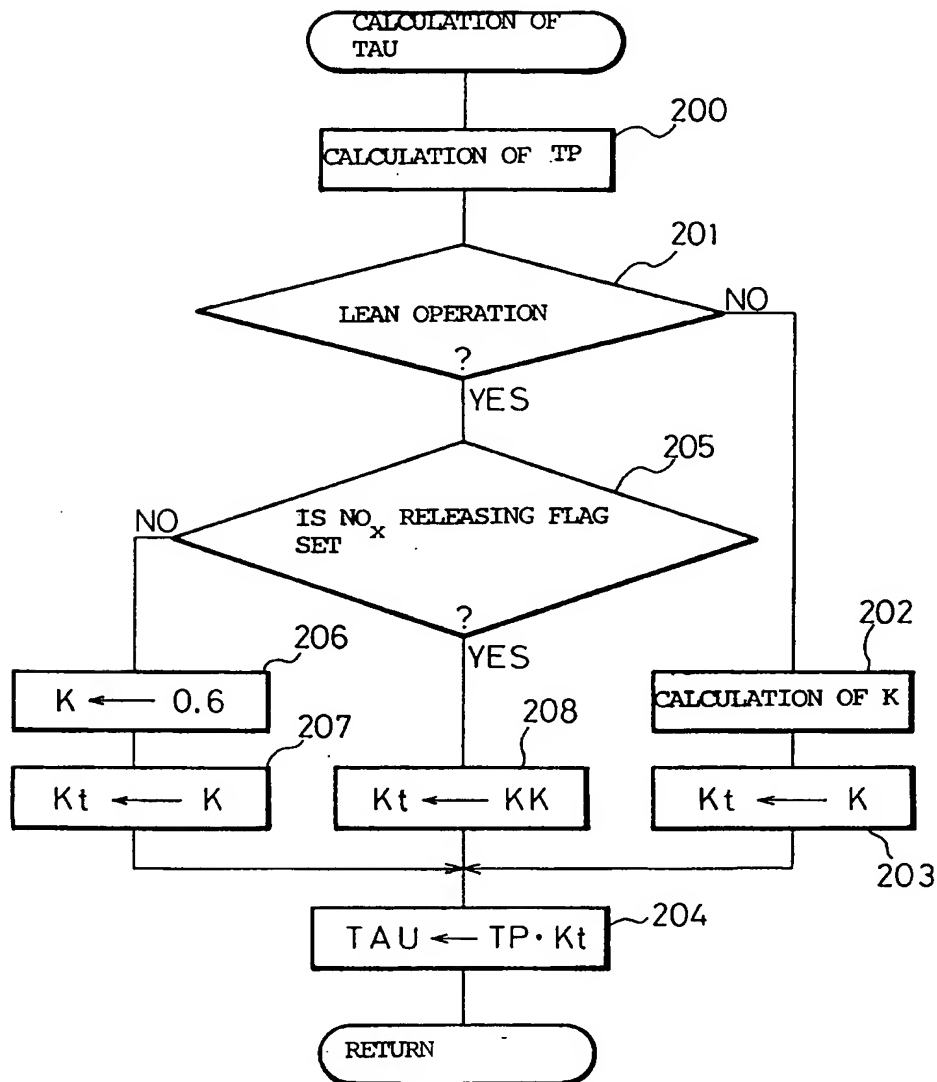 CALCULATION OF
TAU
200
CALCULATION OF TP
201
LEAN OPERATION
?
NO
YES
205
IS NOx RELEASING FLAG
SET
?
NO
YES
206
K ← 0.6
202
CALCULATION OF K
207
Kt ← K
208
Kt ← KK
Kt ← K
203
204
TAU ← TP・Kt
RETURN